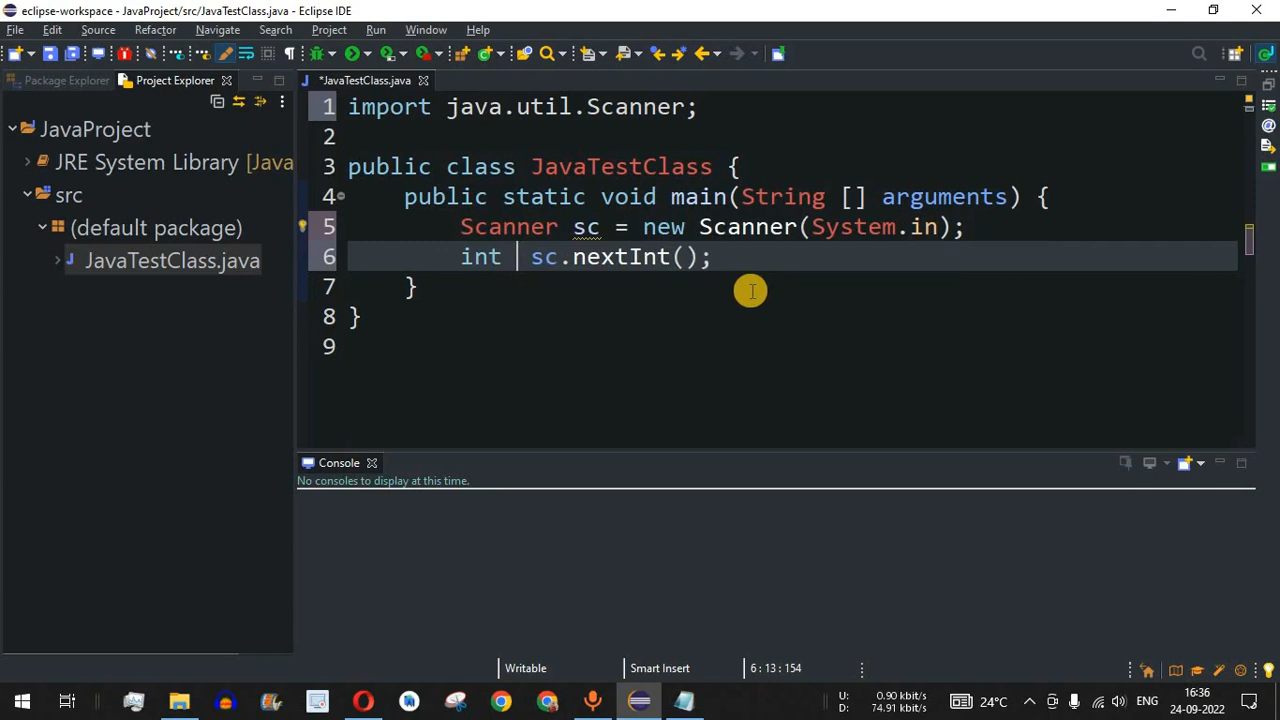 eclipse-workspace - JavaProject/src/JavaTestClass.java - Eclipse IDE
File Edit Source Refactor Navigate Search Project Run Window Help
Package Explorer Project Explorer *JavaTestClass.java
JavaProject
JRE System Library [Java
src
(default package)
JavaTestClass.java
1 import java.util.Scanner;
2
3 public class JavaTestClass {
4 public static void main(String [] arguments) {
5 Scanner sc = new Scanner(System.in);
6 int sc.nextInt();
7 }
8 }
9
Console
No consoles to display at this time.
Writable Smart Insert 6 : 13 : 154
U: 0.90 kbit/s
D: 74.91 kbit/s
24°C
ENG
16:36
24-09-2022